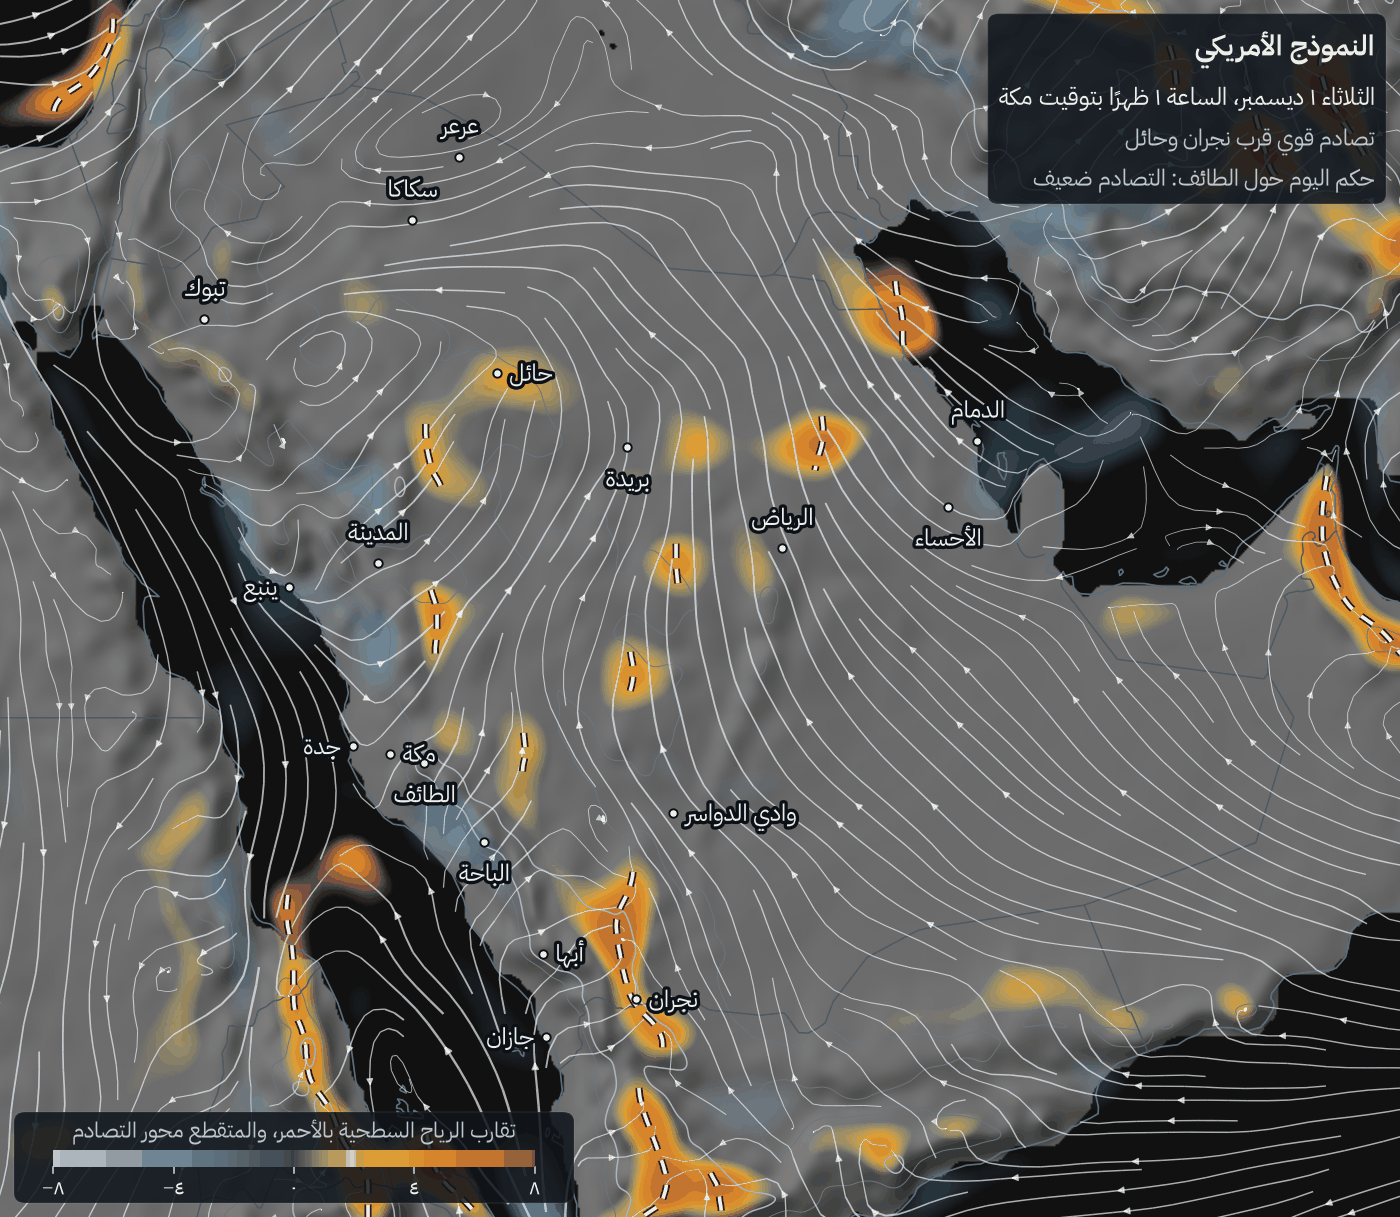 النموذج الأمريكي
الثلاثاء ١ ديسمبر، الساعة ١ ظهرًا بتوقيت مكة
تصادم قوي قرب نجران وحائل
حكم اليوم حول الطائف: التصادم ضعيف
عرعر
سكاكا
تبوك
حائل
الدمام
بريدة
الرياض
المدينة
الأحساء
ينبع
جدة
مكة
الطائف
وادي الدواسر
الباحة
أبها
نجران
جازان
تقارب الرياح السطحية بالأحمر، والمتقطع محور التصادم
−٨ −٤ ٠ ٤ ٨